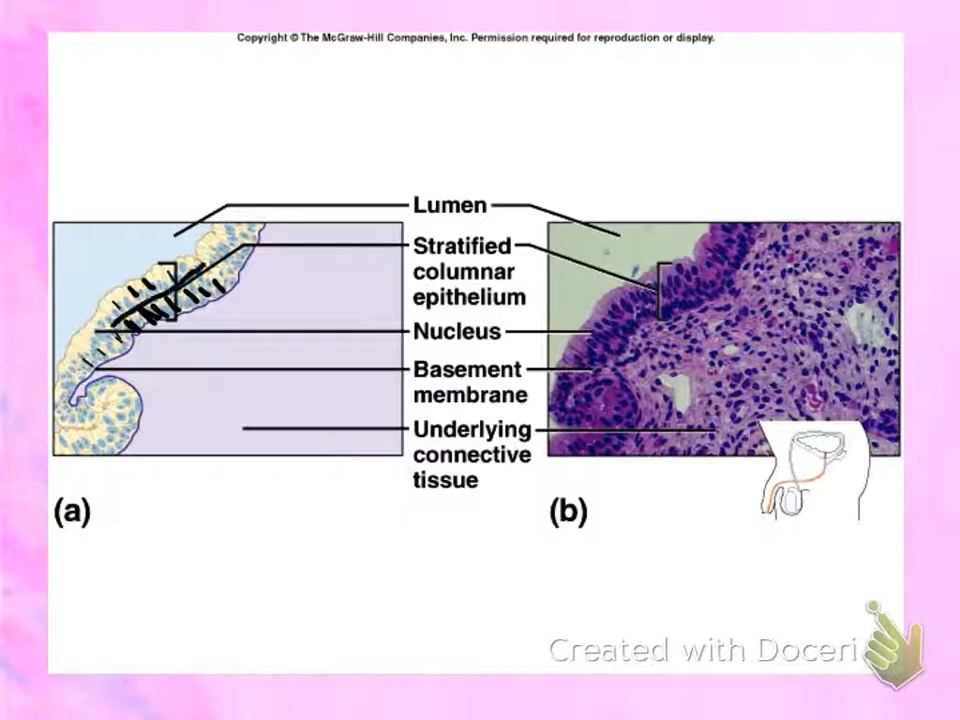 Copyright © The McGraw-Hill Companies, Inc. Permission required for reproduction or display.
Lumen
Stratified
columnar
epithelium
Nucleus
Basement
membrane
Underlying
connective
tissue
(a)
(b)
Created with Doceri